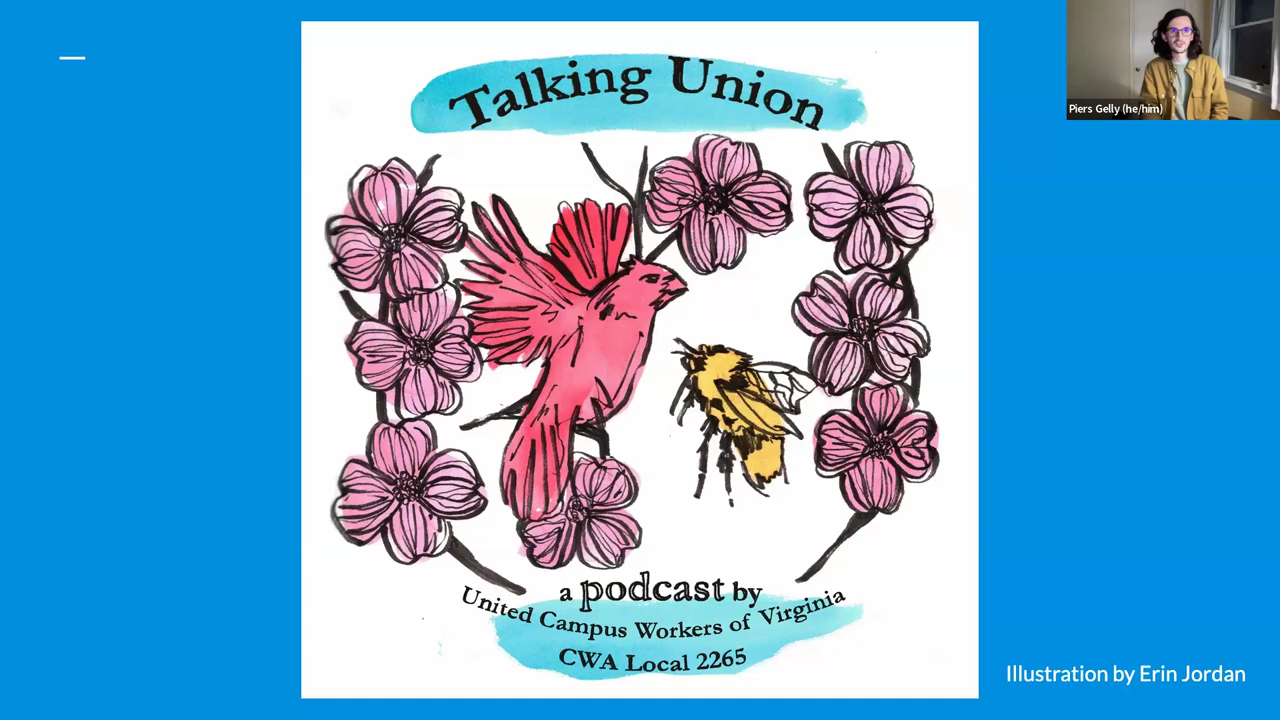 Talking Union
Piers Gelly (he/him)
a podcast by
United Campus Workers of Virginia
CWA Local 2265
Illustration by Erin Jordan